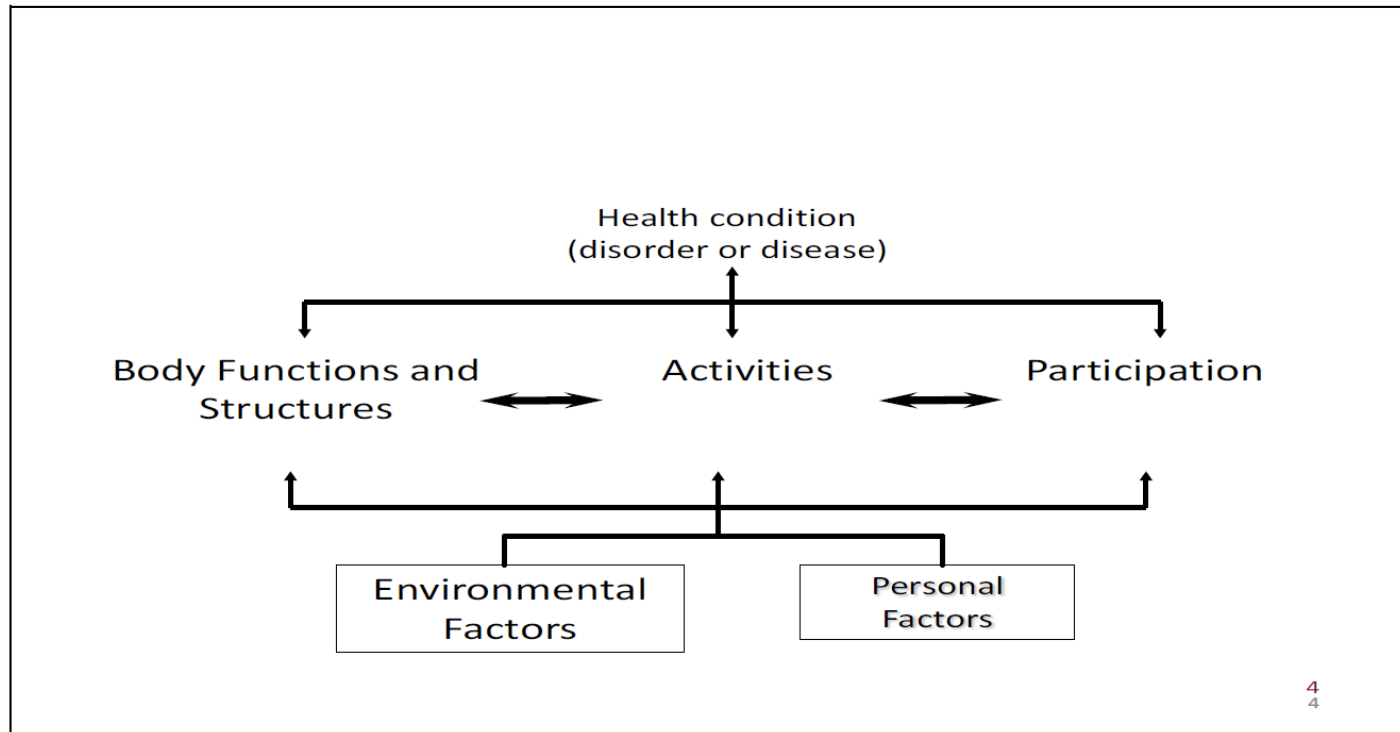 Health condition
(disorder or disease)
Body Functions and
Structures
Activities
Participation
Environmental
Factors
Personal
Factors
4
4